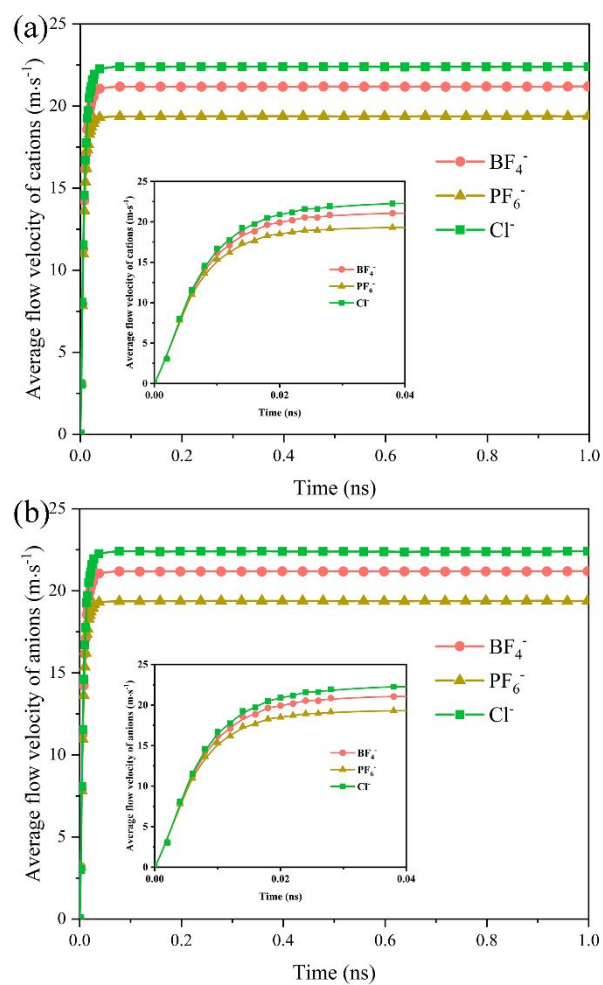 (a)
25
20
15
10
5
0
Average flow velocity of cations (m·s⁻¹)
BF₄⁻
PF₆⁻
Cl⁻
25
20
15
10
5
0
Average flow velocity of cations (m·s⁻¹)
BF₄⁻
PF₆⁻
Cl⁻
0.00 0.02 0.04
Time (ns)
0.0 0.2 0.4 0.6 0.8 1.0
Time (ns)
(b)
25
20
15
10
5
0
Average flow velocity of anions (m·s⁻¹)
BF₄⁻
PF₆⁻
Cl⁻
25
20
15
10
5
0
Average flow velocity of anions (m·s⁻¹)
BF₄⁻
PF₆⁻
Cl⁻
0.00 0.02 0.04
Time (ns)
0.0 0.2 0.4 0.6 0.8 1.0
Time (ns)